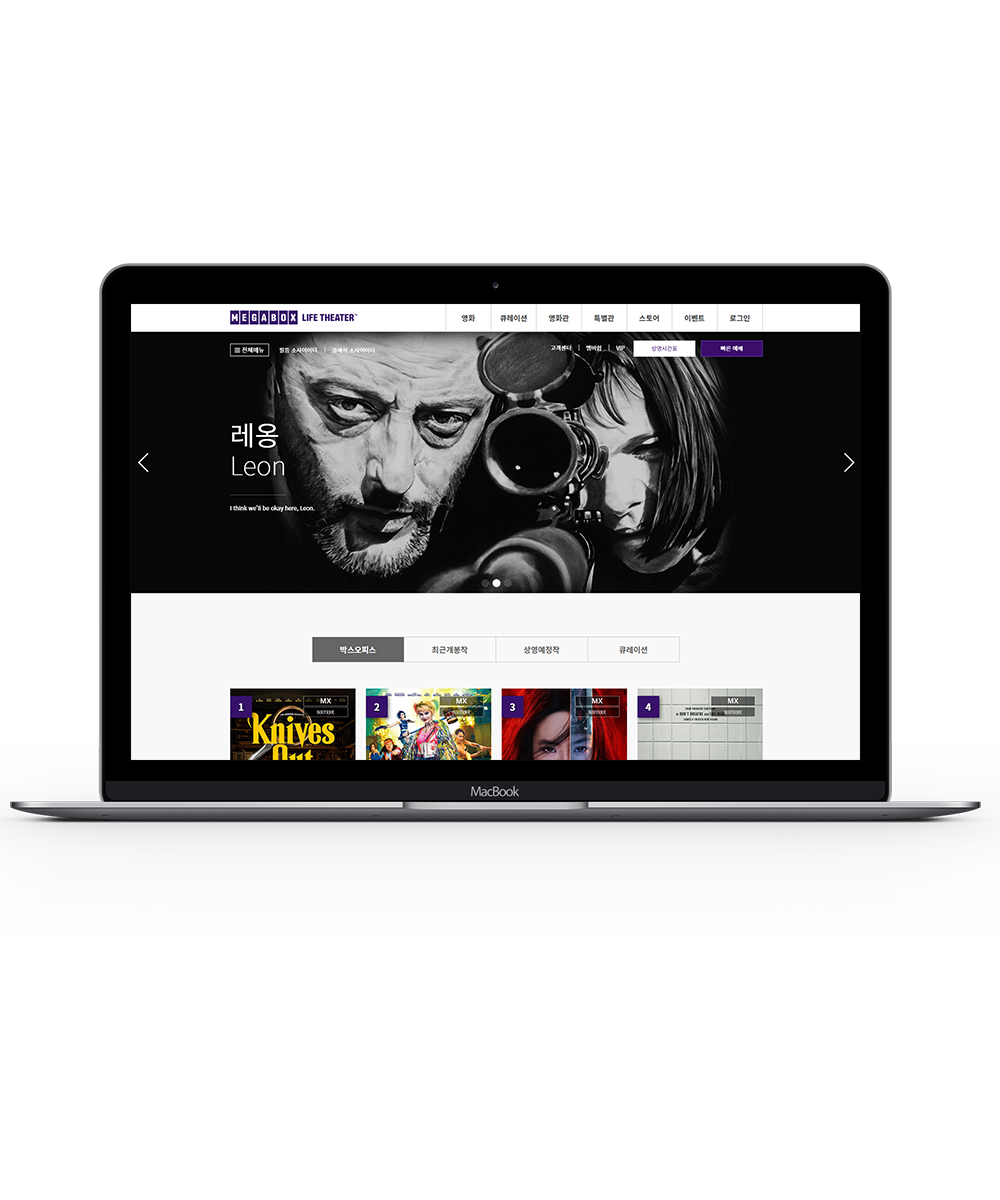 MEGABOX LIFE THEATER™
영화 큐레이션 영화관 특별관 스토어 이벤트 로그인
전체메뉴 필름 소사이어티 | 클래식 소사이어티 고객센터 | 멤버쉽 | VIP 상영시간표 빠른 예매
레옹
Leon
I think we'll be okay here, Leon.
박스오피스 최근개봉작 상영예정작 큐레이션
1 MX 2 MX 3 MX 4 MX
BOUTIQUE BOUTIQUE BOUTIQUE BOUTIQUE
Knives
Out
MacBook